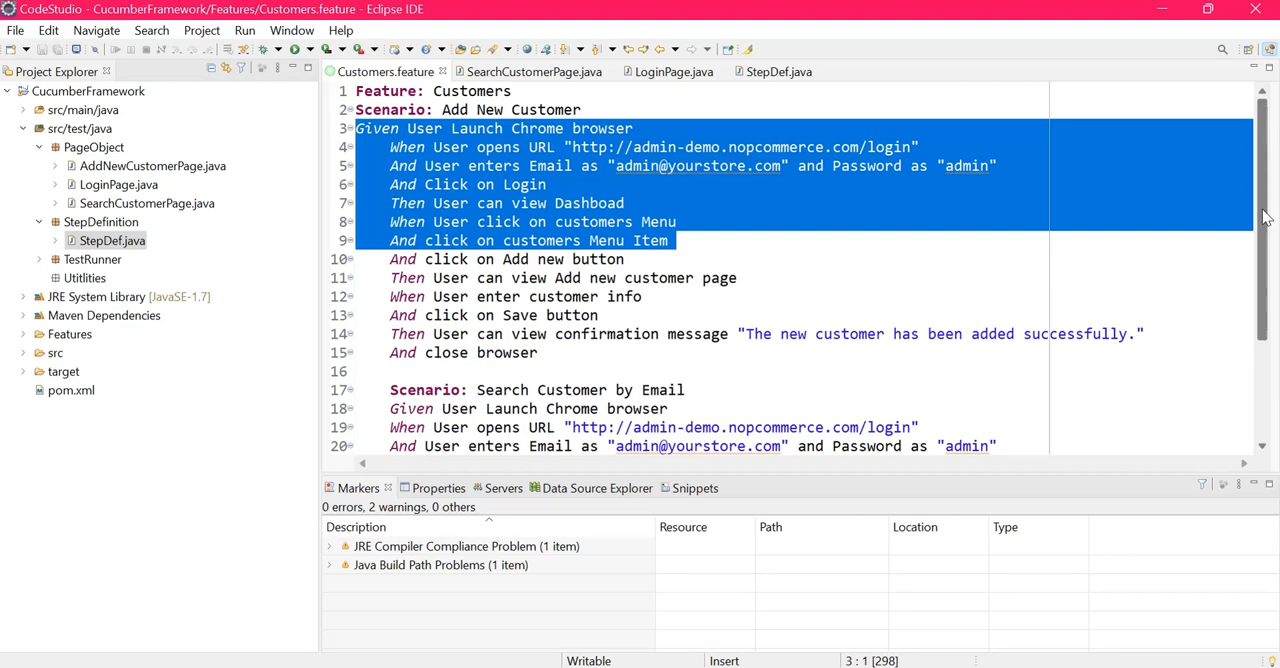 CodeStudio - CucumberFramework/Features/Customers.feature - Eclipse IDE
File Edit Navigate Search Project Run Window Help
Project Explorer
CucumberFramework
src/main/java
src/test/java
PageObject
AddNewCustomerPage.java
LoginPage.java
SearchCustomerPage.java
StepDefinition
StepDef.java
TestRunner
Utitlities
JRE System Library [JavaSE-1.7]
Maven Dependencies
Features
src
target
pom.xml
Customers.feature SearchCustomerPage.java LoginPage.java StepDef.java
1 Feature: Customers
2 Scenario: Add New Customer
3 Given User Launch Chrome browser
4 When User opens URL "http://admin-demo.nopcommerce.com/login"
5 And User enters Email as "admin@yourstore.com" and Password as "admin"
6 And Click on Login
7 Then User can view Dashboad
8 When User click on customers Menu
9 And click on customers Menu Item
10 And click on Add new button
11 Then User can view Add new customer page
12 When User enter customer info
13 And click on Save button
14 Then User can view confirmation message "The new customer has been added successfully."
15 And close browser
16
17 Scenario: Search Customer by Email
18 Given User Launch Chrome browser
19 When User opens URL "http://admin-demo.nopcommerce.com/login"
20 And User enters Email as "admin@yourstore.com" and Password as "admin"
Markers Properties Servers Data Source Explorer Snippets
0 errors, 2 warnings, 0 others
Description Resource Path Location Type
JRE Compiler Compliance Problem (1 item)
Java Build Path Problems (1 item)
Writable Insert 3 : 1 [298]